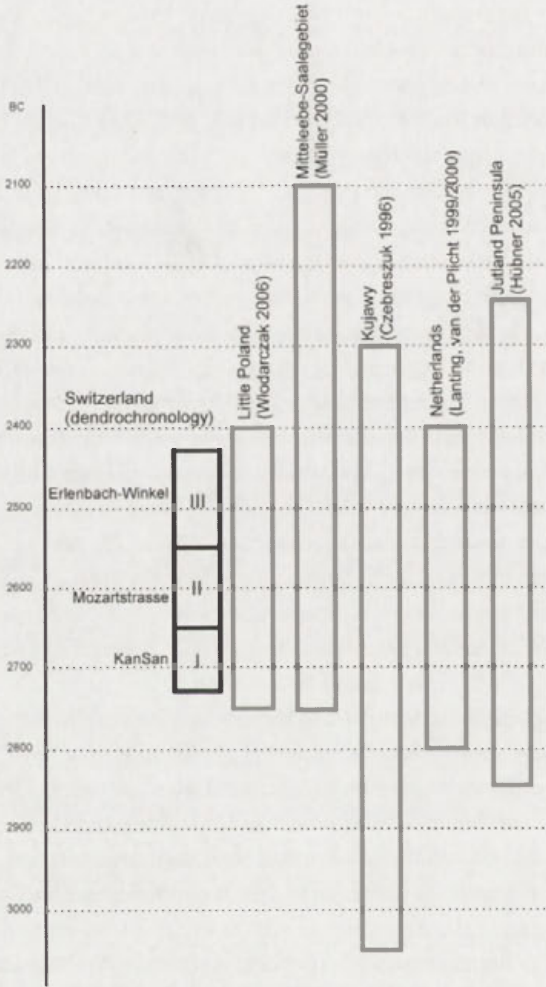 BC
2100
2200
2300
2400
2500
2600
2700
2800
2900
3000
Switzerland
(dendrochronology)
Erlenbach-Winkel
Mozartstrasse
KanSan
III
II
I
Little Poland
(Włodarczak 2006)
Mitteleebe-Saalegebiet
(Müller 2000)
Kujawy
(Czebreszuk 1996)
Netherlands
(Lanting, van der Plicht 1999/2000)
Jutland Peninsula
(Hübner 2005)